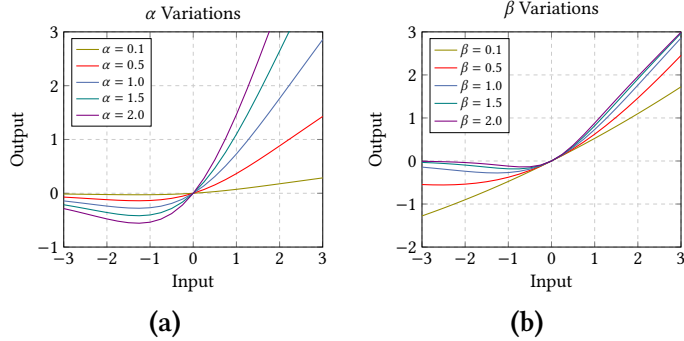 α Variations
3
2
1
0
−1
Output
α = 0.1
α = 0.5
α = 1.0
α = 1.5
α = 2.0
−3 −2 −1 0 1 2 3
Input
(a)
β Variations
3
2
1
0
−1
−2
Output
β = 0.1
β = 0.5
β = 1.0
β = 1.5
β = 2.0
−3 −2 −1 0 1 2 3
Input
(b)